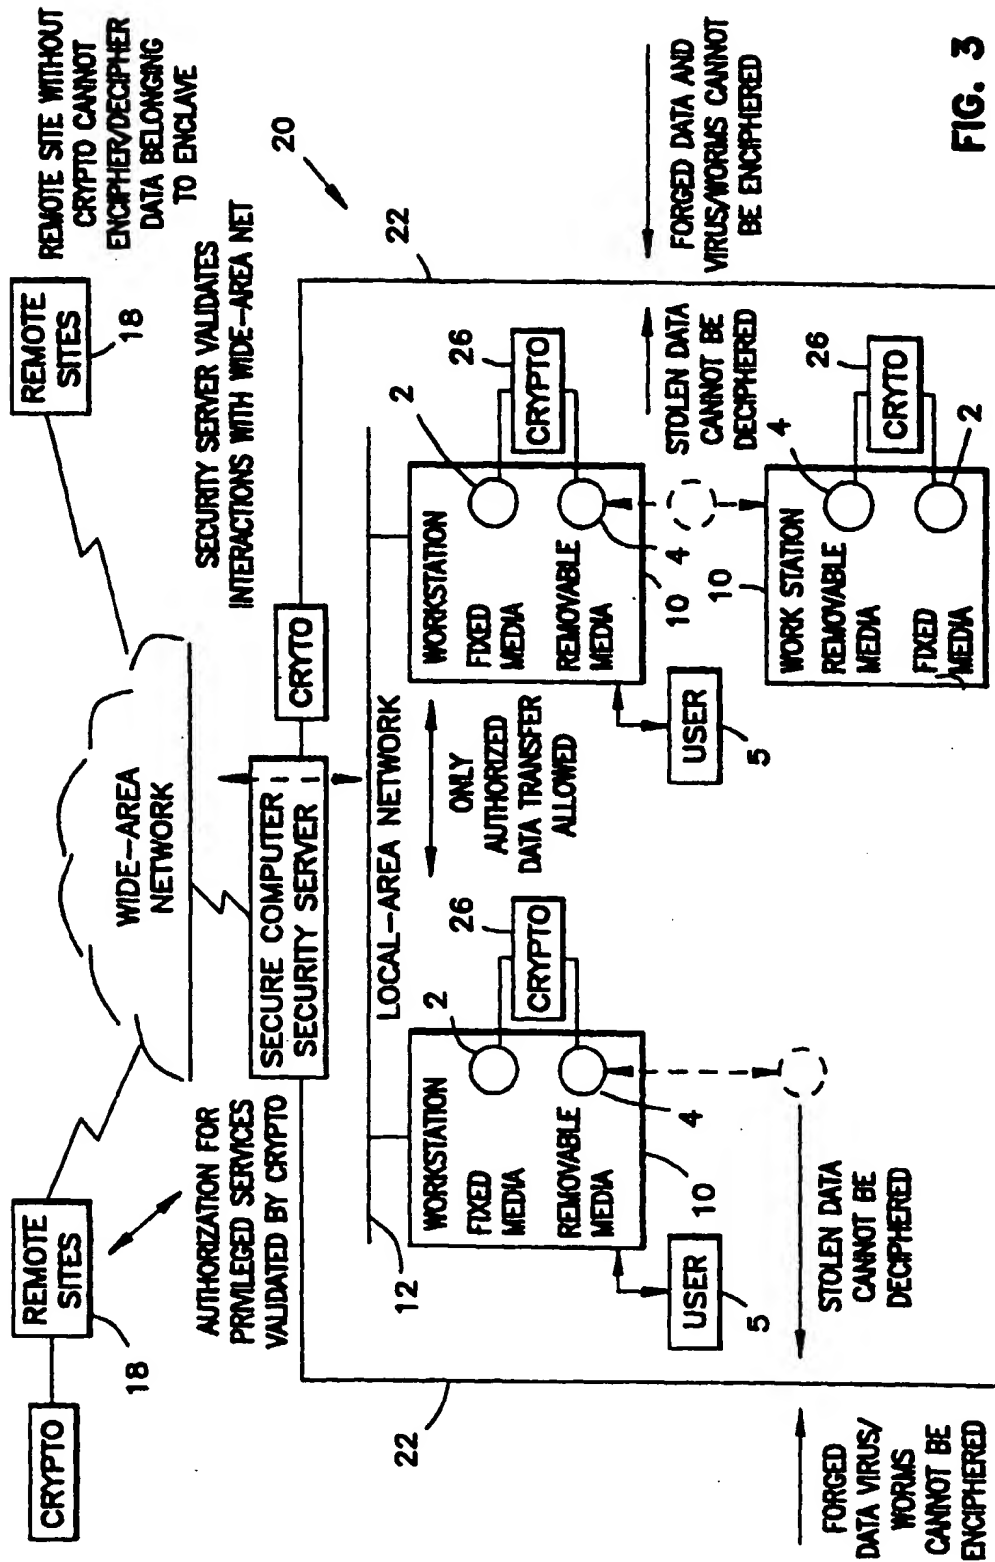 CRYPTO
REMOTE
SITES
18
WIDE-AREA
NETWORK
REMOTE
SITES
18
REMOTE SITE WITHOUT
CRYPTO CANNOT
ENCIPHER/DECIPHER
DATA BELONGING
TO ENCLAVE
AUTHORIZATION FOR
PRIVILEGED SERVICES
VALIDATED BY CRYPTO
SECURE COMPUTER
SECURITY SERVER
CRYTO
SECURITY SERVER VALIDATES
INTERACTIONS WITH WIDE-AREA NET
20
22
22
12
LOCAL-AREA NETWORK
WORKSTATION
FIXED
MEDIA
REMOVABLE
MEDIA
2
4
10
26
CRYPTO
USER
5
ONLY
AUTHORIZED
DATA TRANSFER
ALLOWED
WORKSTATION
FIXED
MEDIA
REMOVABLE
MEDIA
2
4
10
26
CRYPTO
USER
5
10
WORK STATION
REMOVABLE
MEDIA
FIXED
MEDIA
4
2
26
CRYTO
STOLEN DATA
CANNOT BE
DECIPHERED
FORGED DATA AND
VIRUS/WORMS CANNOT
BE ENCIPHERED
STOLEN DATA
CANNOT BE
DECIPHERED
FORGED
DATA VIRUS/
WORMS
CANNOT BE
ENCIPHERED
FIG. 3